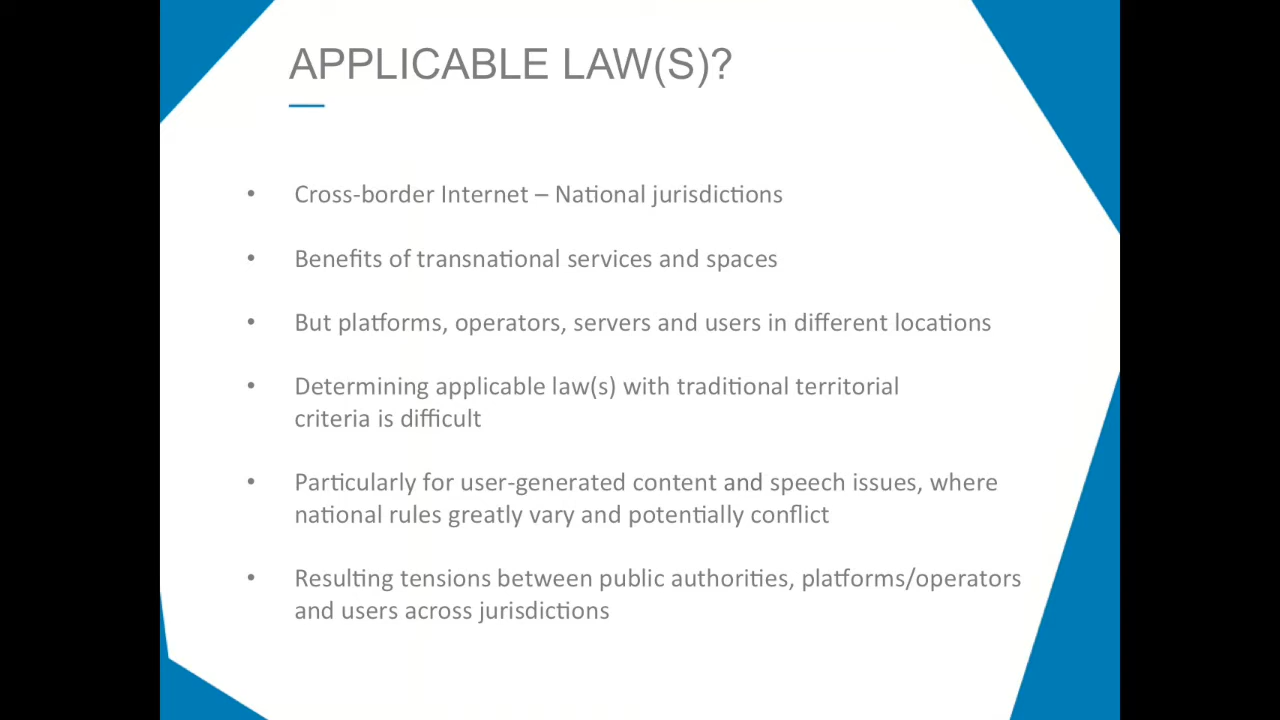 APPLICABLE LAW(S)?
• Cross-border Internet – National jurisdictions
• Benefits of transnational services and spaces
• But platforms, operators, servers and users in different locations
• Determining applicable law(s) with traditional territorial
criteria is difficult
• Particularly for user-generated content and speech issues, where
national rules greatly vary and potentially conflict
• Resulting tensions between public authorities, platforms/operators
and users across jurisdictions